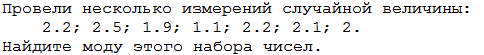 Провели несколько измерений случайной величины:
2.2; 2.5; 1.9; 1.1; 2.2; 2.1; 2.
Найдите моду этого набора чисел.